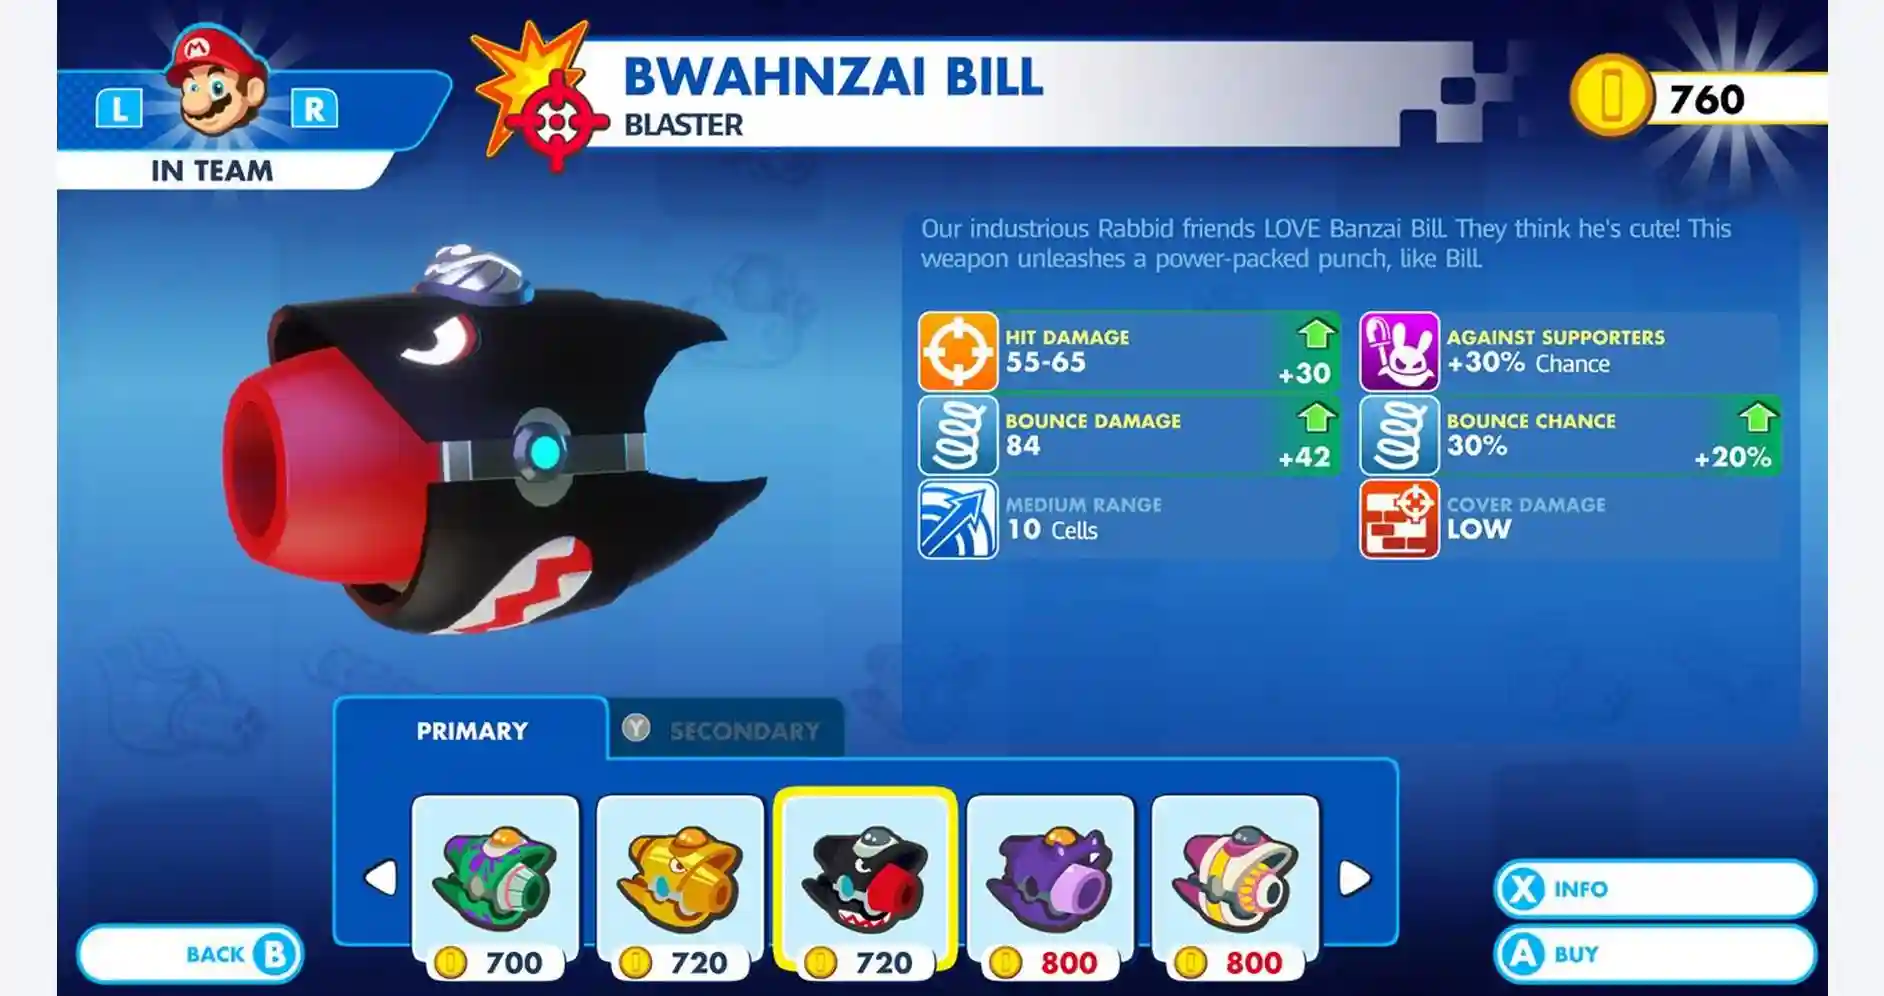 L
R
IN TEAM
BWAHNZAI BILL
BLASTER
760
Our industrious Rabbid friends LOVE Banzai Bill. They think he's cute! This
weapon unleashes a power-packed punch, like Bill.
HIT DAMAGE
55-65
+30
AGAINST SUPPORTERS
+30% Chance
BOUNCE DAMAGE
84
+42
BOUNCE CHANCE
30%
+20%
MEDIUM RANGE
10 Cells
COVER DAMAGE
LOW
PRIMARY
Y SECONDARY
700
720
720
800
800
BACK B
X INFO
A BUY